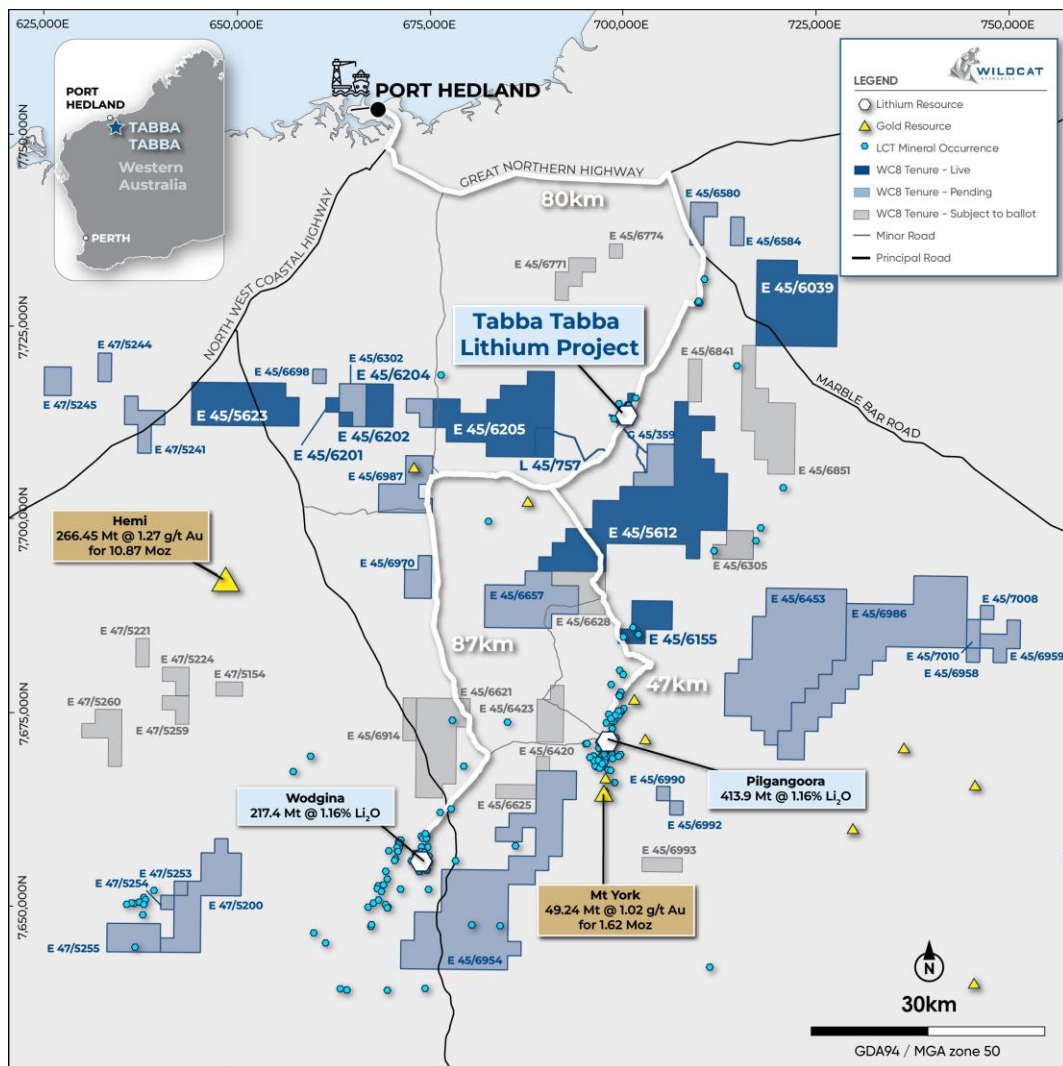 625,000E
650,000E
675,000E
700,000E
725,000E
750,000E
7,750,000N
7,725,000N
7,700,000N
7,675,000N
7,650,000N
PORT
HEDLAND
TABBA
TABBA
Western
Australia
PERTH
PORT HEDLAND
GREAT NORTHERN HIGHWAY
80km
NORTH WEST COASTAL HIGHWAY
MARBLE BAR ROAD
WILDCAT
RESOURCES
LEGEND
Lithium Resource
Gold Resource
LCT Mineral Occurrence
WC8 Tenure - Live
WC8 Tenure - Pending
WC8 Tenure - Subject to ballot
Minor Road
Principal Road
E 45/6580
E 45/6584
E 45/6774
E 45/6771
E 45/6039
Tabba Tabba
Lithium Project
E 47/5244
E 47/5245
E 47/5241
E 45/6698
E 45/6302
E 45/6204
E 45/5623
E 45/6202
E 45/6201
E 45/6205
E 45/6841
E 45/6851
G 45/359
L 45/757
E 45/6987
E 45/5612
E 45/6305
Hemi
266.45 Mt @ 1.27 g/t Au
for 10.87 Moz
E 45/6970
E 45/6657
E 45/6628
E 45/6155
E 45/6453
E 45/6986
E 45/7008
E 45/7010
E 45/6959
E 45/6958
87km
47km
E 47/5221
E 47/5224
E 47/5154
E 47/5260
E 47/5259
E 45/6621
E 45/6423
E 45/6914
E 45/6420
E 45/6625
E 45/6990
E 45/6992
E 45/6993
Wodgina
217.4 Mt @ 1.16% Li₂O
Pilgangoora
413.9 Mt @ 1.16% Li₂O
Mt York
49.24 Mt @ 1.02 g/t Au
for 1.62 Moz
E 47/5253
E 47/5254
E 47/5200
E 47/5255
E 45/6954
N
30km
GDA94 / MGA zone 50